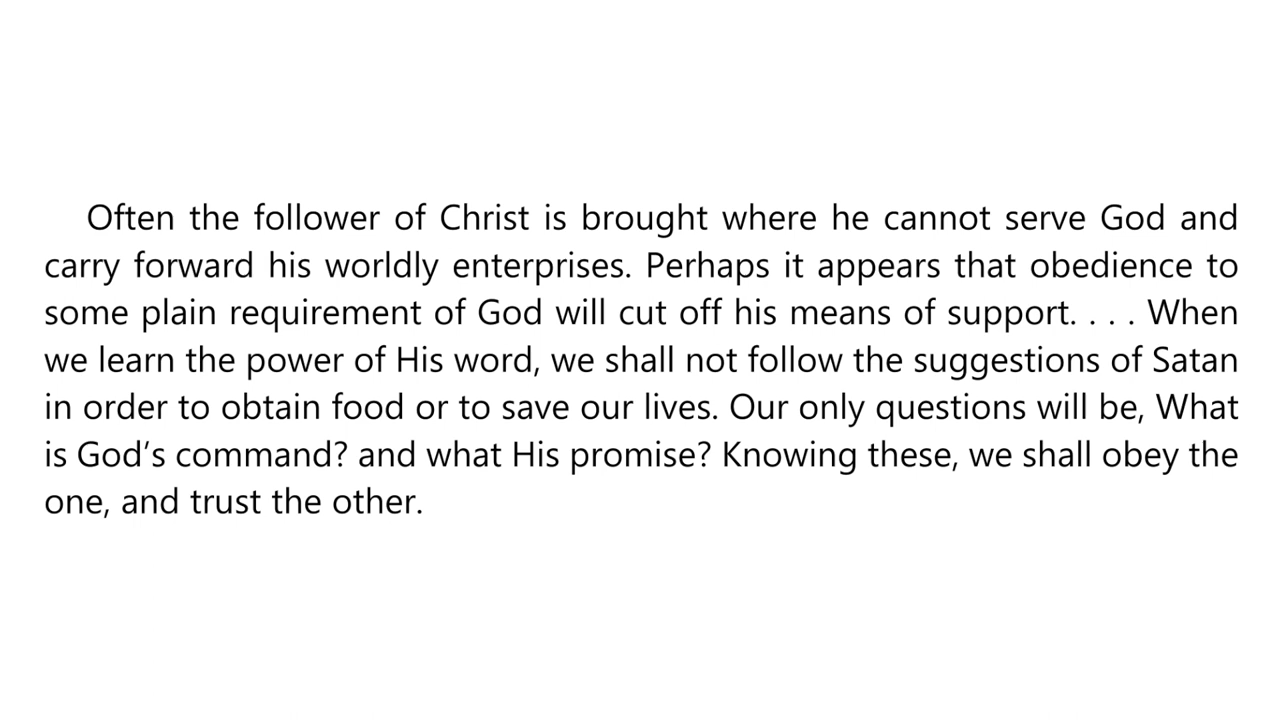 Often the follower of Christ is brought where he cannot serve God and
carry forward his worldly enterprises. Perhaps it appears that obedience to
some plain requirement of God will cut off his means of support. . . . When
we learn the power of His word, we shall not follow the suggestions of Satan
in order to obtain food or to save our lives. Our only questions will be, What
is God’s command? and what His promise? Knowing these, we shall obey the
one, and trust the other.